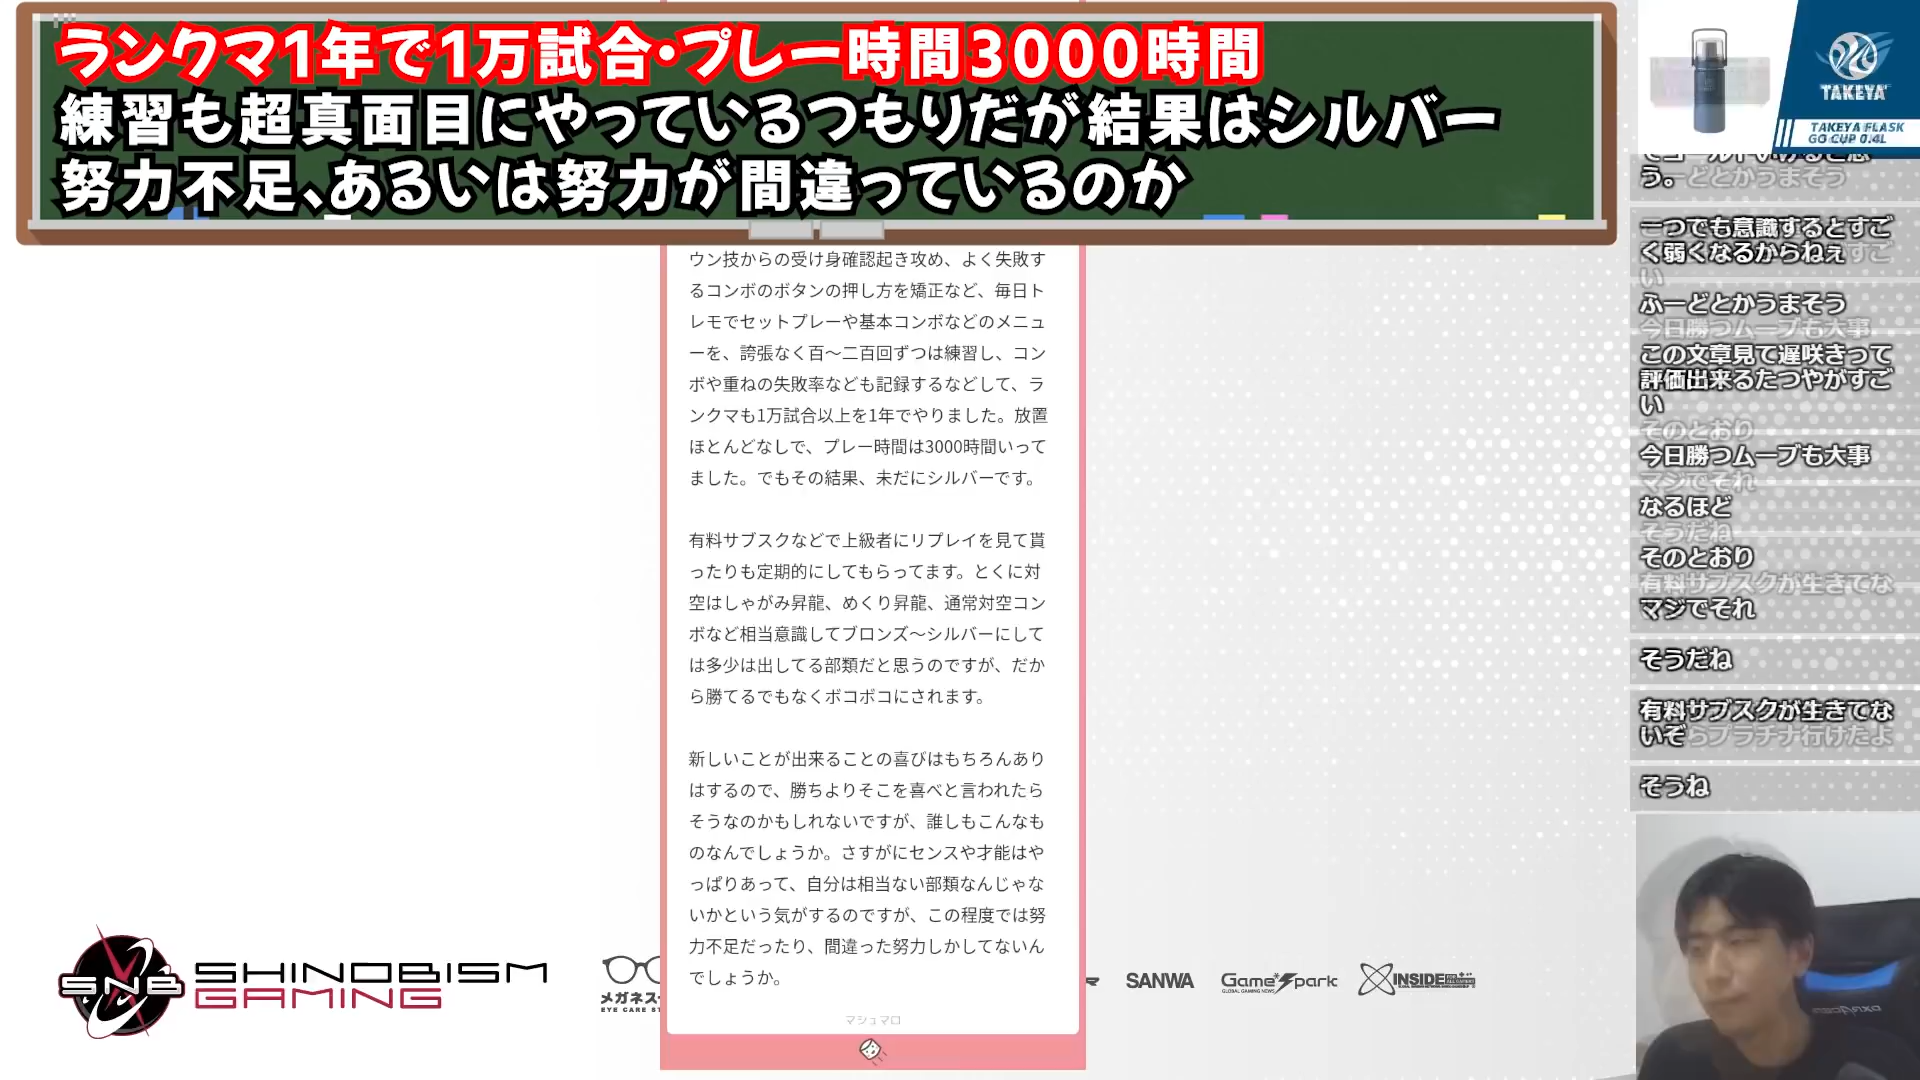 ランクマ1年で1万試合・プレー時間3000時間
練習も超真面目にやっているつもりだが結果はシルバー
努力不足、あるいは努力が間違っているのか
ウン技からの受け身確認起き攻め、よく失敗す
るコンボのボタンの押し方を矯正など、毎日ト
レモでセットプレーや基本コンボなどのメニュ
ーを、誇張なく百～二百回ずつは練習し、コン
ボや重ねの失敗率なども記録するなどして、ラ
ンクマも1万試合以上を1年でやりました。放置
ほとんどなしで、プレー時間は3000時間いって
ました。でもその結果、未だにシルバーです。
有料サブスクなどで上級者にリプレイを見て貰
ったりも定期的にしてもらってます。とくに対
空はしゃがみ昇龍、めくり昇龍、通常対空コン
ボなど相当意識してブロンズ～シルバーにして
は多少は出してる部類だと思うのですが、だか
ら勝てるでもなくボコボコにされます。
新しいことが出来ることの喜びはもちろんあり
はするので、勝ちよりそこを喜べと言われたら
そうなのかもしれないですが、誰しもこんなも
のなんでしょうか。さすがにセンスや才能はや
っぱりあって、自分は相当ない部類なんじゃな
いかという気がするのですが、この程度では努
力不足だったり、間違った努力しかしてないん
でしょうか。
マシュマロ
SNB
SHINOBISM
GAMING
メガネス
EYE CARE ST
SANWA
Game*Spark
GLOBAL GAMING NEWS
INSIDE
TAKEYA
TAKEYA FLASK
GO CUP 0.4L
う。どとかうまそう
一つでも意識するとすご
く弱くなるからねぇすご
い
ふーどとかうまそう
今日勝つムーブも大事
この文章見て遅咲きって
評価出来るたつやがすご
い
そのとおり
今日勝つムーブも大事
マジでそれ
なるほど
そうだね
そのとおり
有料サブスクが生きてな
マジでそれ
そうだね
有料サブスクが生きてな
いぞらプラチナ行けたよ
そうね